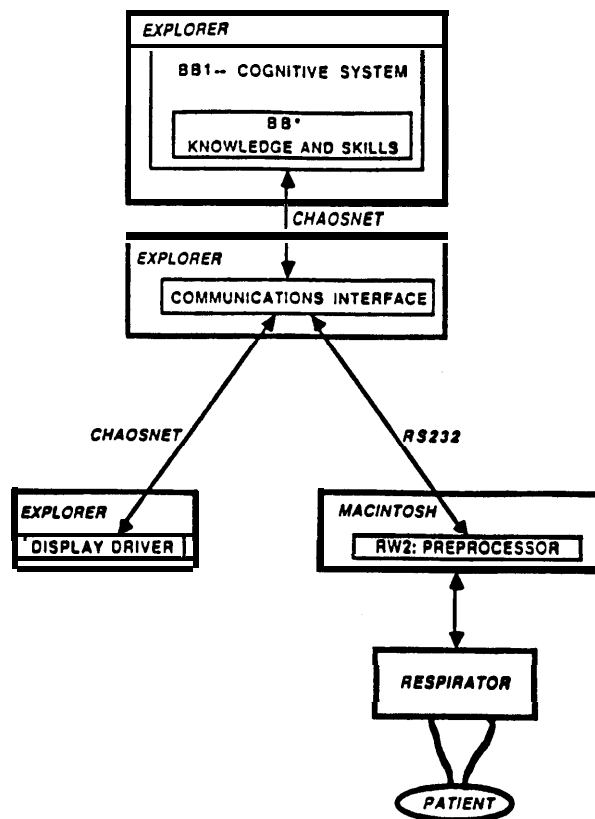 EXPLORER
BB1-- COGNITIVE SYSTEM
BB*
KNOWLEDGE AND SKILLS
CHAOSNET
EXPLORER
COMMUNICATIONS INTERFACE
CHAOSNET
RS232
EXPLORER
DISPLAY DRIVER
MACINTOSH
RW2: PREPROCESSOR
RESPIRATOR
PATIENT